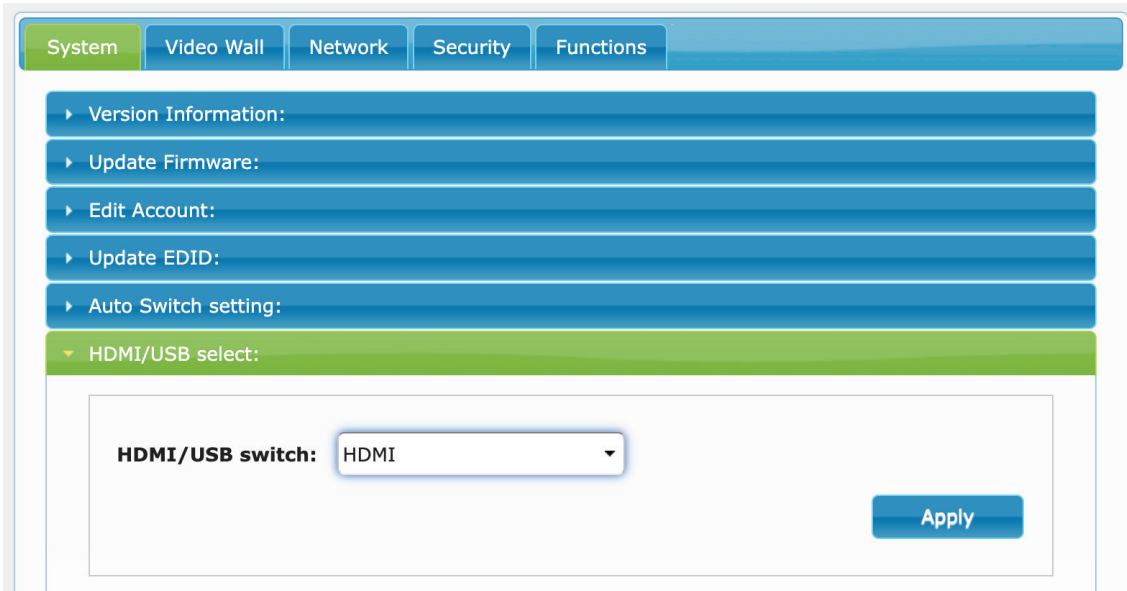 System Video Wall Network Security Functions
Version Information:
Update Firmware:
Edit Account:
Update EDID:
Auto Switch setting:
HDMI/USB select:
HDMI/USB switch: HDMI
Apply